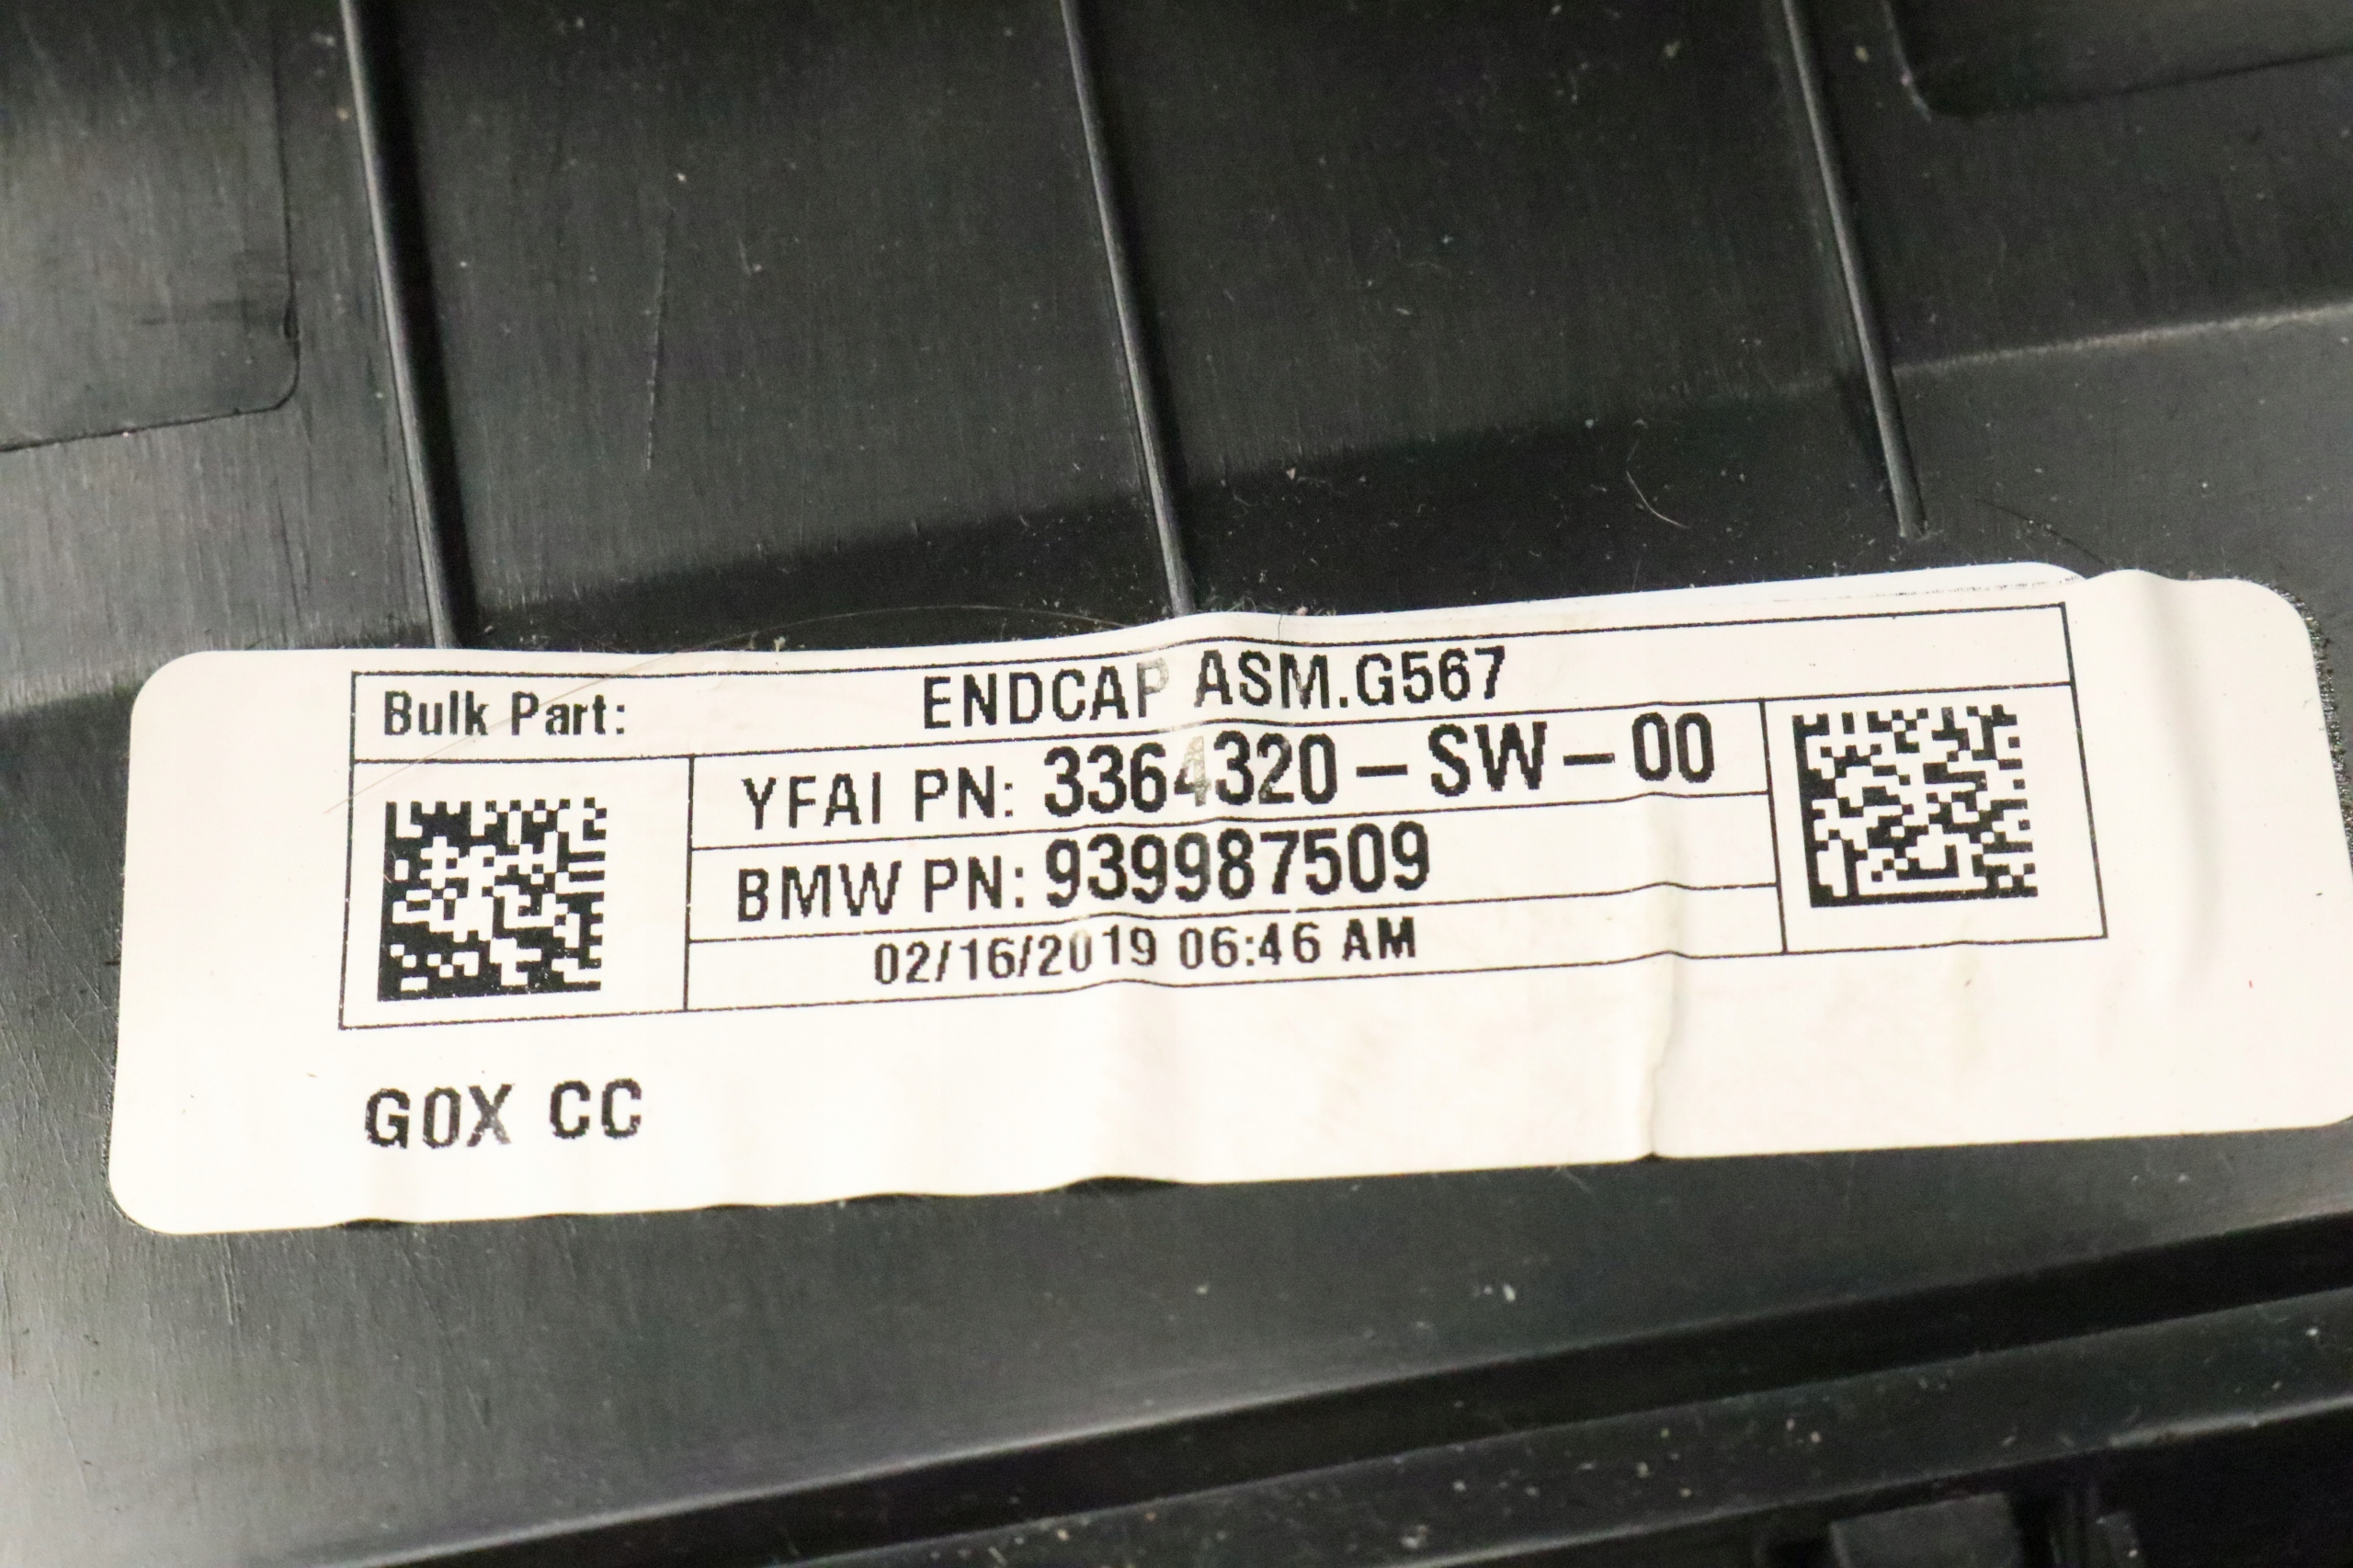 Bulk Part: ENDCAP ASM.G567
YFAI PN: 3364320-SW-00
BMW PN: 939987509
02/16/2019 06:46 AM
G0X CC